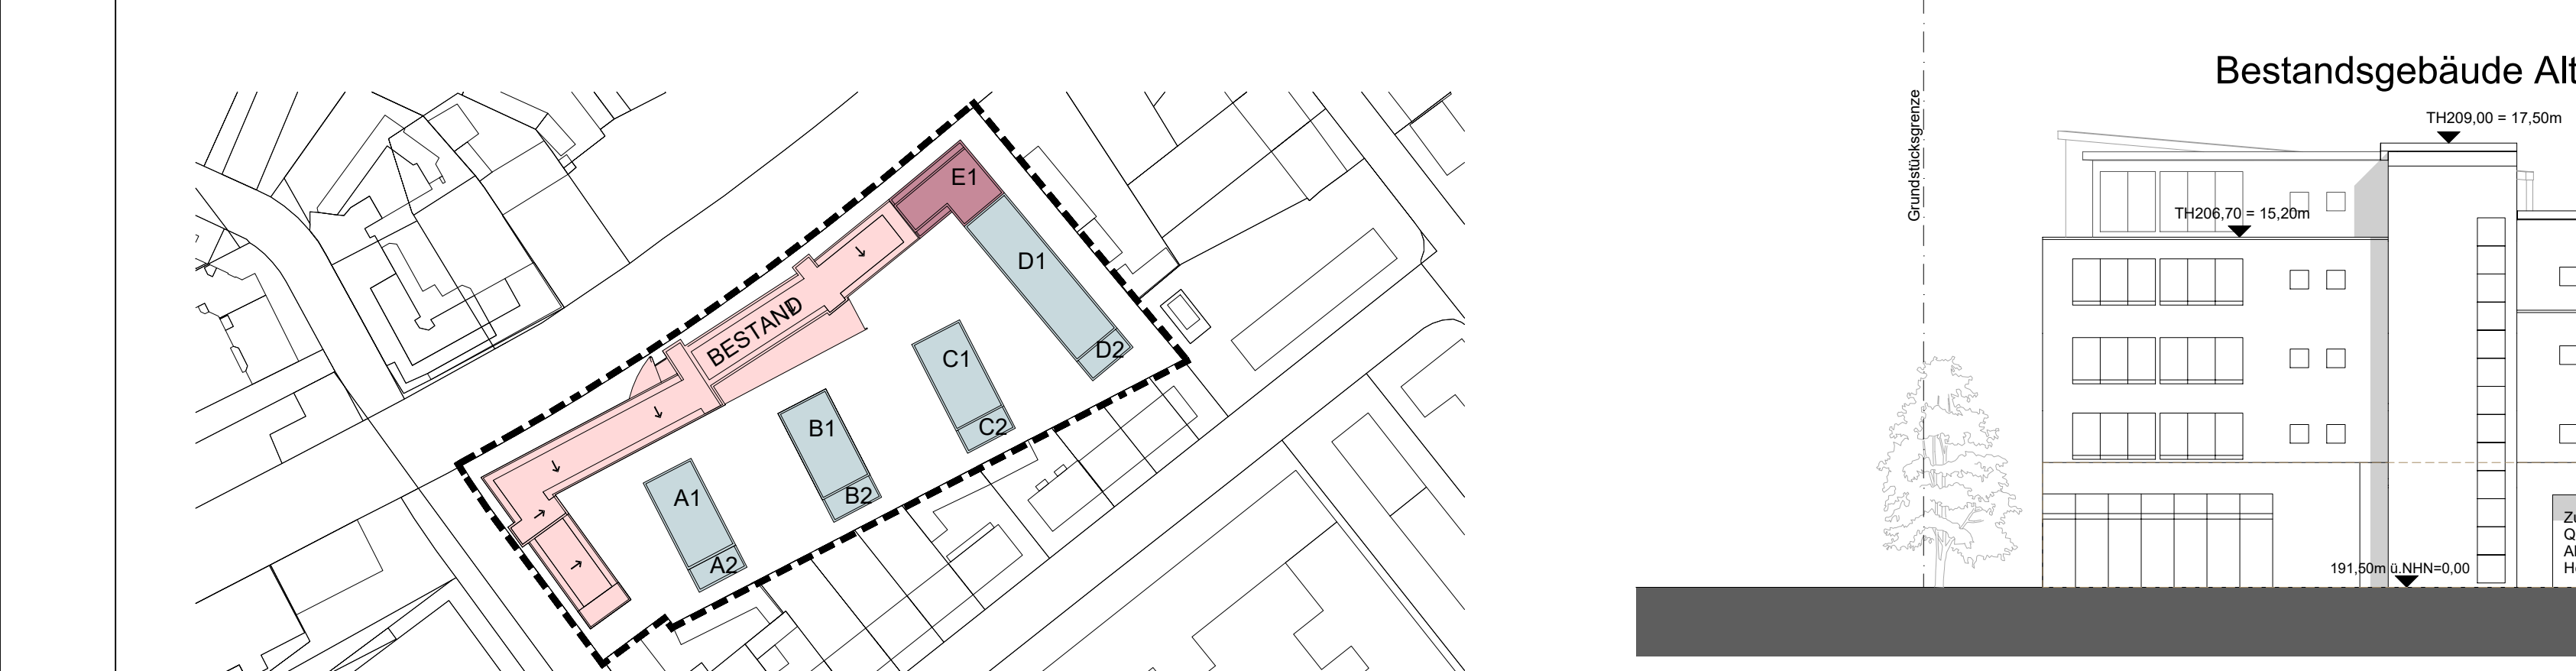 E1
D1
BESTAND
D2
C1
C2
B1
B2
A1
A2
Grundstücksgrenze
Bestandsgebäude Alt
TH209,00 = 17,50m
TH206,70 = 15,20m
191,50m ü.NHN=0,00